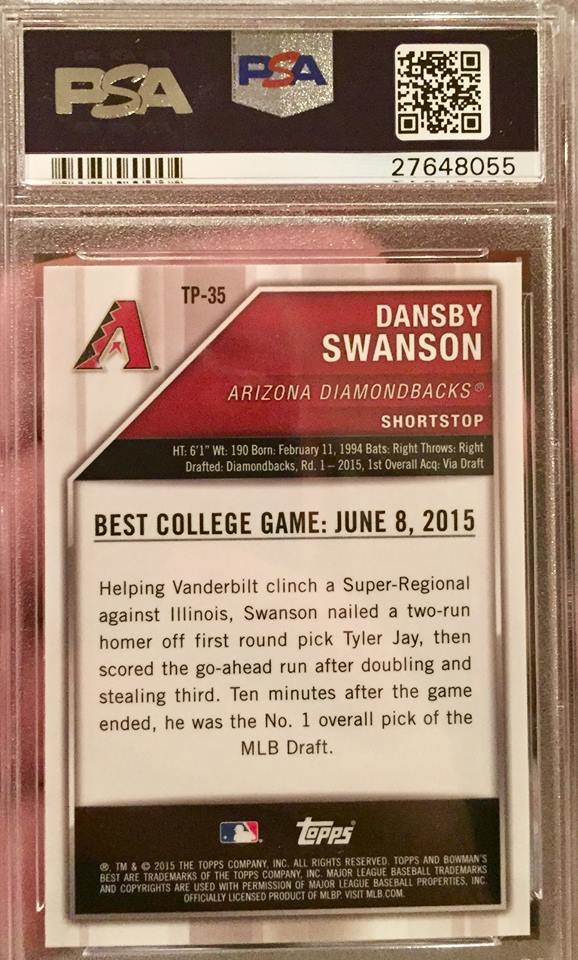 PSA PSA
27648055
TP-35
DANSBY
SWANSON
ARIZONA DIAMONDBACKS®
SHORTSTOP
HT: 6'1" Wt: 190 Born: February 11, 1994 Bats: Right Throws: Right
Drafted: Diamondbacks, Rd. 1 – 2015, 1st Overall Acq: Via Draft
BEST COLLEGE GAME: JUNE 8, 2015
Helping Vanderbilt clinch a Super-Regional
against Illinois, Swanson nailed a two-run
homer off first round pick Tyler Jay, then
scored the go-ahead run after doubling and
stealing third. Ten minutes after the game
ended, he was the No. 1 overall pick of the
MLB Draft.
Topps
®, TM & © 2015 THE TOPPS COMPANY, INC. ALL RIGHTS RESERVED. TOPPS AND BOWMAN'S
BEST ARE TRADEMARKS OF THE TOPPS COMPANY, INC. MAJOR LEAGUE BASEBALL TRADEMARKS
AND COPYRIGHTS ARE USED WITH PERMISSION OF MAJOR LEAGUE BASEBALL PROPERTIES, INC.
OFFICIALLY LICENSED PRODUCT OF MLBP. VISIT MLB.COM.